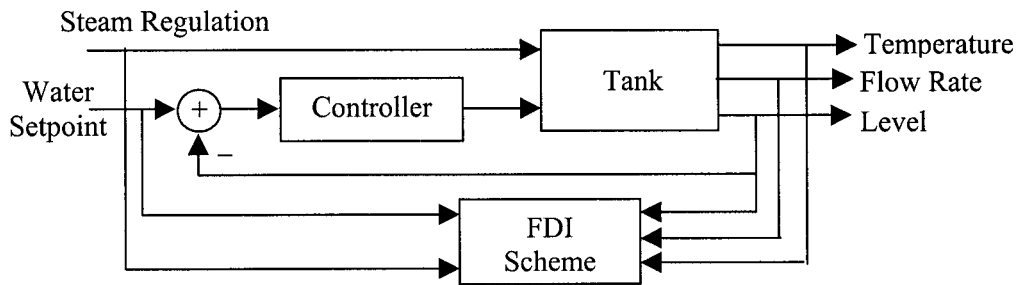 Steam Regulation
Temperature
Tank
Flow Rate
Water
Setpoint
+
Controller
Level
−
FDI
Scheme